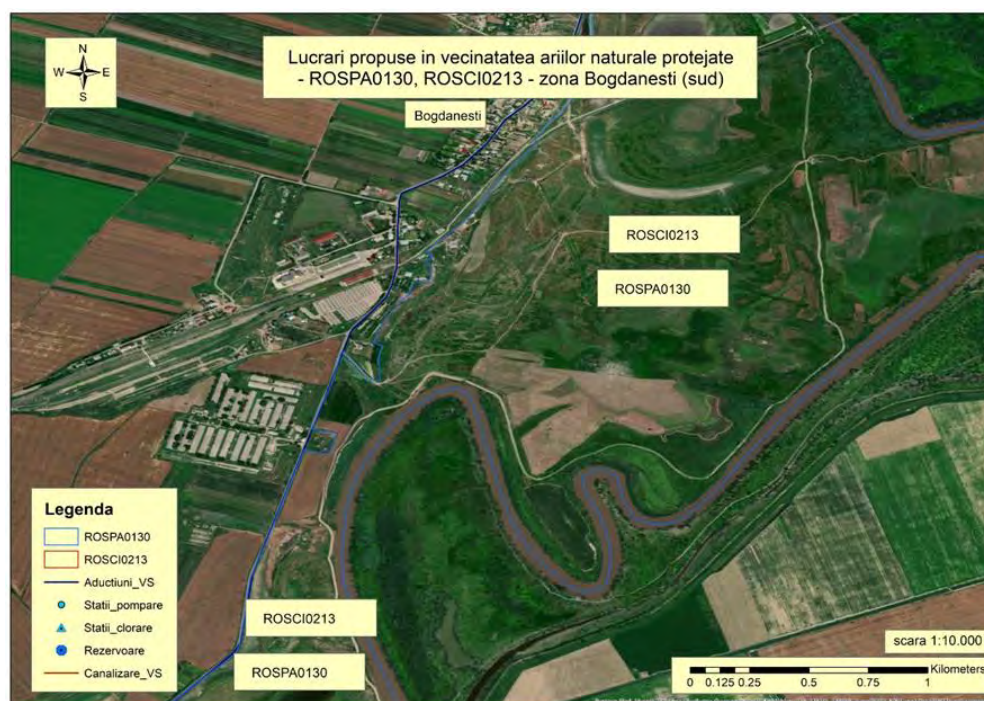 Lucrari propuse in vecinatatea ariilor naturale protejate
- ROSPA0130, ROSCI0213 - zona Bogdanesti (sud)
N
W E
S
Bogdanesti
ROSCI0213
ROSPA0130
Legenda
ROSPA0130
ROSCI0213
Aductiuni_VS
Statii_pompare
Statii_clorare
Rezervoare
Canalizare_VS
ROSCI0213
ROSPA0130
scara 1:10.000
Kilometers
0 0.125 0.25 0.5 0.75 1